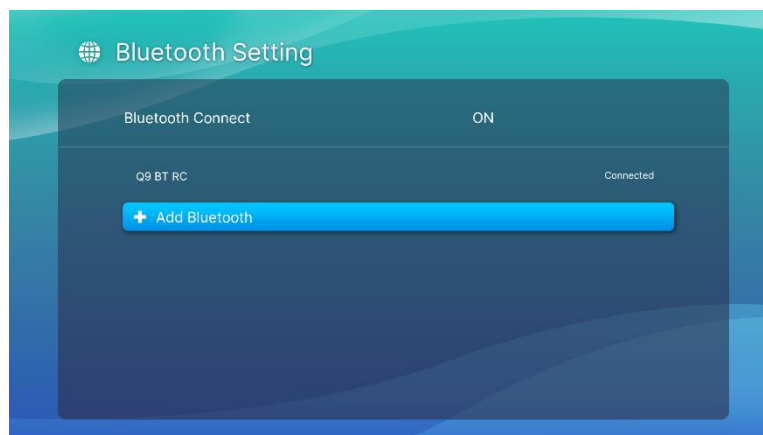 Bluetooth Setting
Bluetooth Connect ON
Q9 BT RC Connected
+ Add Bluetooth